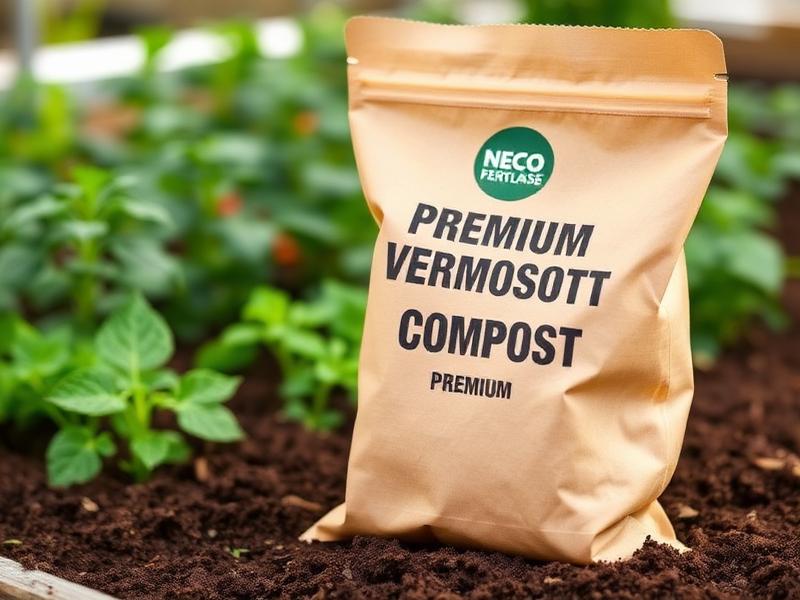 NECO
FERTLASE
PREMIUM
VERMOSOTT
COMPOST
PREMIUM